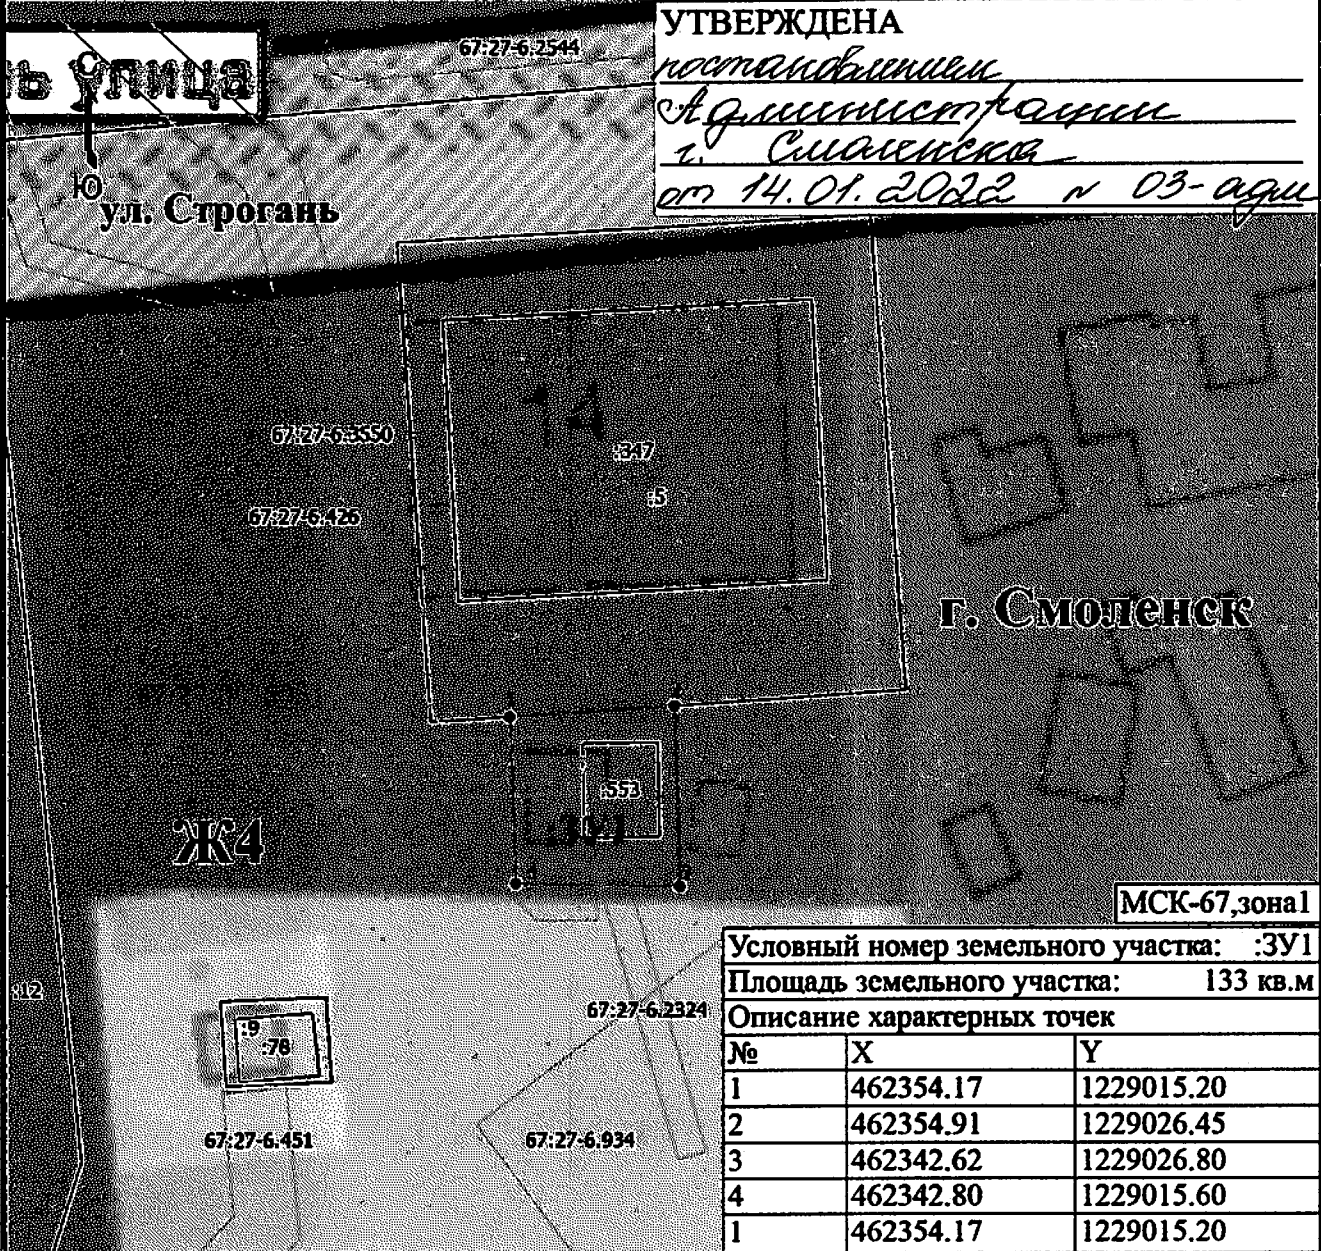 УТВЕРЖДЕНА
постановлением
Администрации
г. Смоленска
от 14.01.2022 N 03-адм
67:27-6.2544
ь улица
С
Ю
ул. Строгань
14
67:27-6.3550
:347
:5
67:27-6.426
г. Смоленск
:553
:ЗУ1
Ж4
МСК-67,зона1
Условный номер земельного участка: :ЗУ1
Площадь земельного участка: 133 кв.м
Описание характерных точек
№ X Y
1 462354.17 1229015.20
2 462354.91 1229026.45
3 462342.62 1229026.80
4 462342.80 1229015.60
1 462354.17 1229015.20
:12
67:27-6.2324
:9
:78
67:27-6.451
67:27-6.934